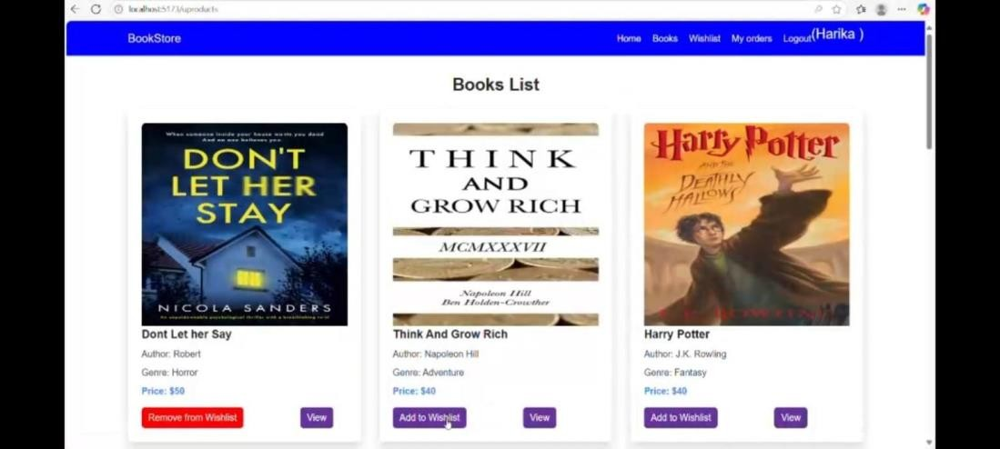 localhost:5173/uproducts
BookStore
Home Books Wishlist My orders Logout(Harika )
Books List
When someone inside your house wants you dead
And no one believes you
DON'T
LET HER
STAY
NICOLA SANDERS
An unputdownable psychological thriller with a breathtaking twist
Dont Let her Say
Author: Robert
Genre: Horror
Price: $50
Remove from Wishlist View
THINK
AND
GROW RICH
MCMXXXVII
Napoleon Hill
Ben Holden-Crowther
Think And Grow Rich
Author: Napoleon Hill
Genre: Adventure
Price: $40
Add to Wishlist View
Harry Potter
AND THE
DEATHLY
HALLOWS
J.K. ROWLING
Harry Potter
Author: J.K. Rowling
Genre: Fantasy
Price: $40
Add to Wishlist View